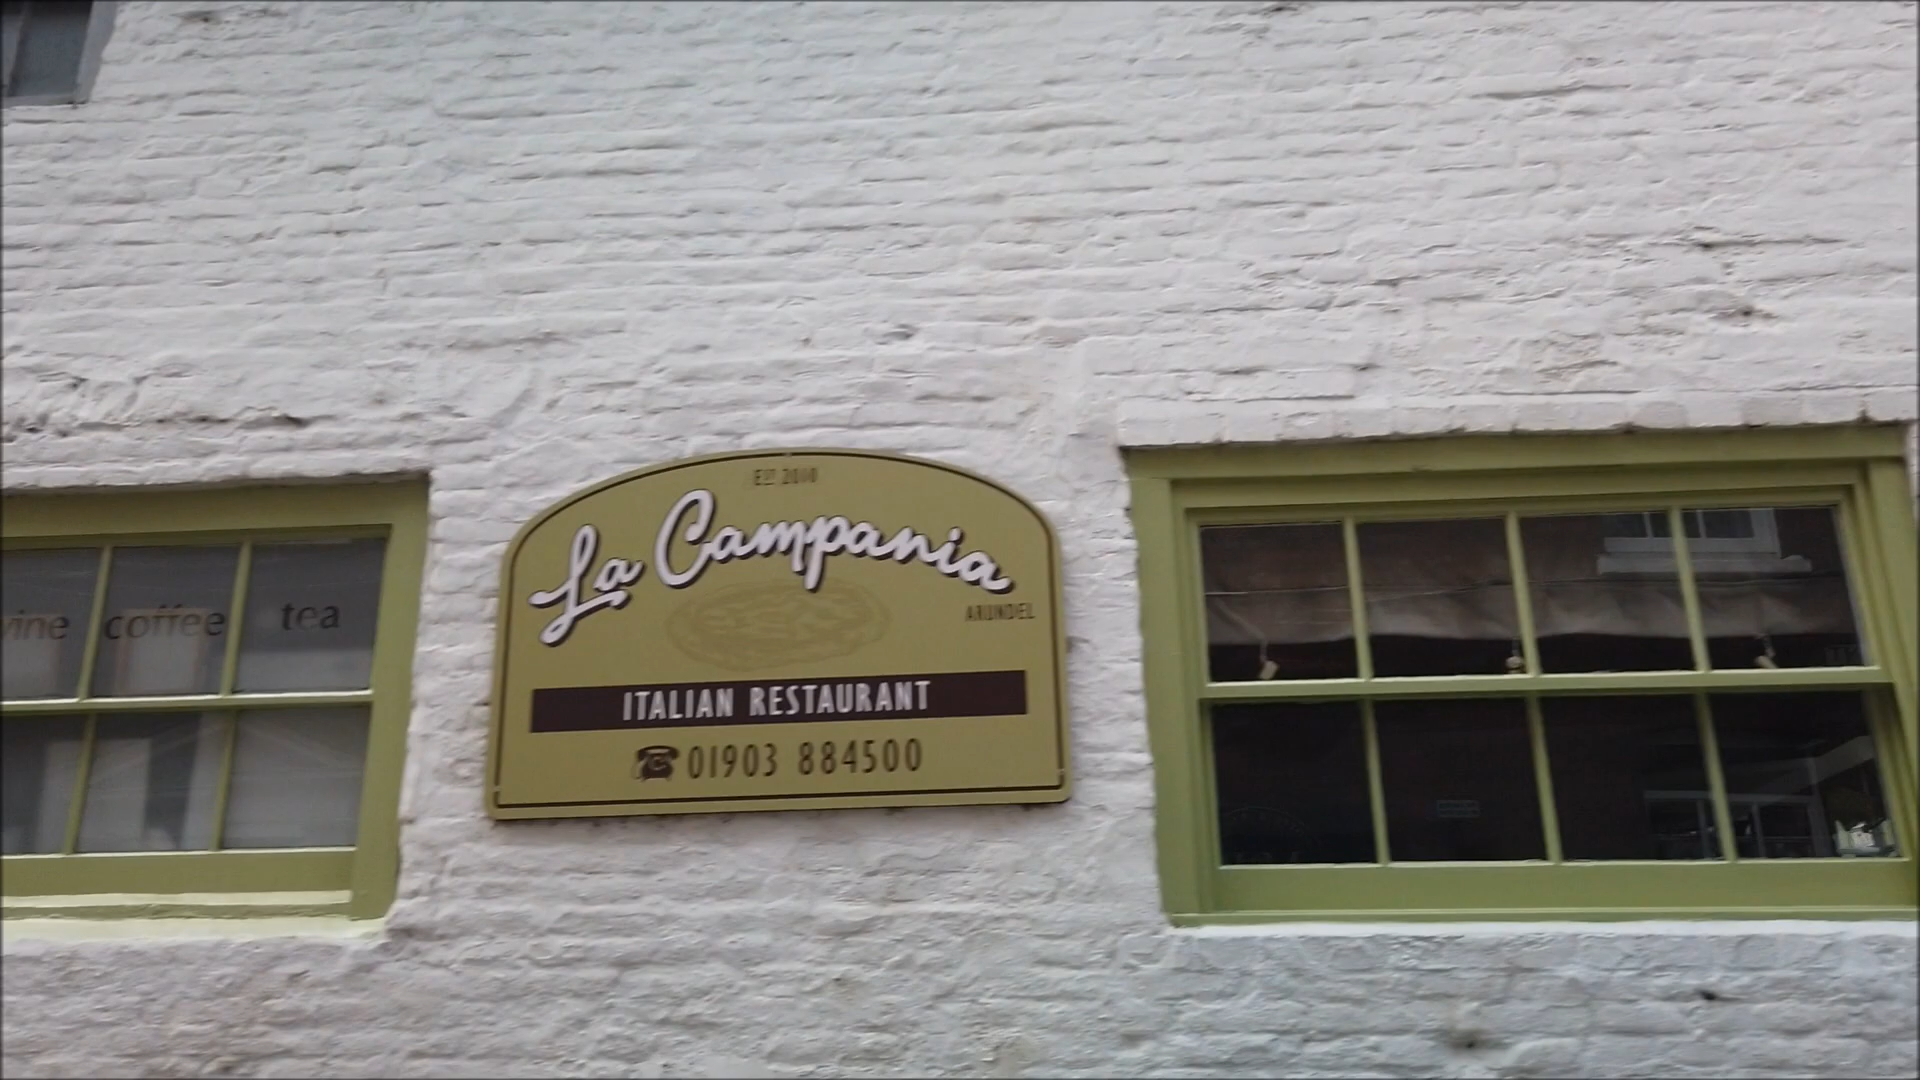 EST 2010
La Campania
ARUNDEL
ITALIAN RESTAURANT
01903 884500
coffee
tea